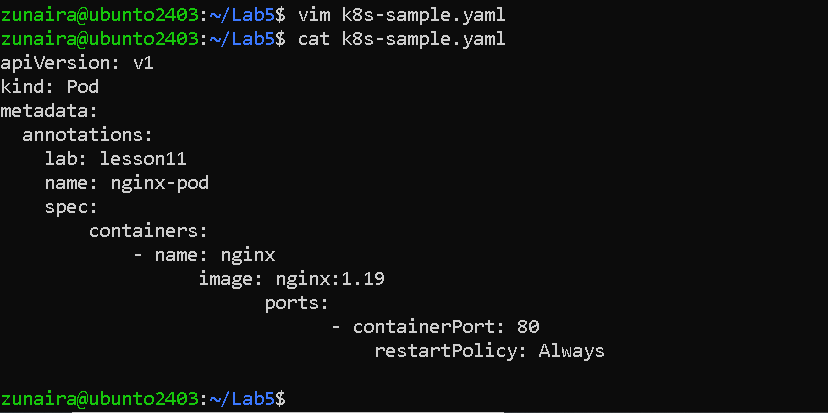 zunaira@ubunto2403:~/Lab5$ vim k8s-sample.yaml
zunaira@ubunto2403:~/Lab5$ cat k8s-sample.yaml
apiVersion: v1
kind: Pod
metadata:
  annotations:
    lab: lesson11
    name: nginx-pod
    spec:
        containers:
            - name: nginx
                  image: nginx:1.19
                        ports:
                              - containerPort: 80
                                  restartPolicy: Always
zunaira@ubunto2403:~/Lab5$